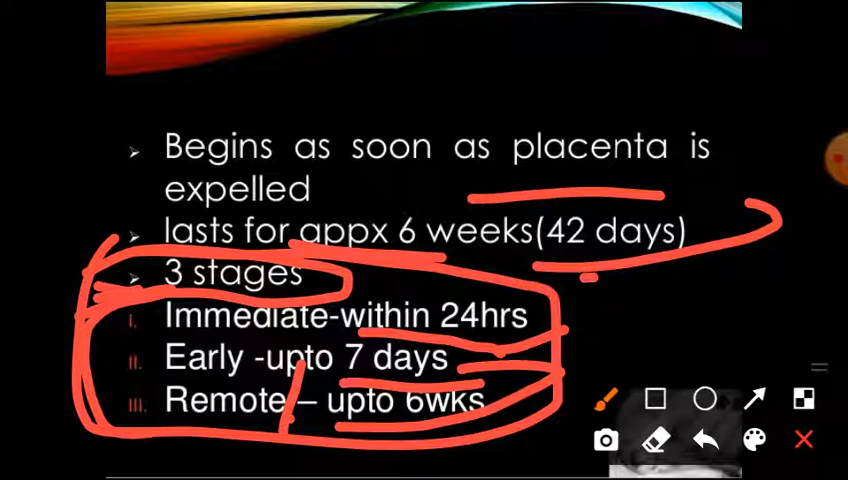 Begins as soon as placenta is
expelled
lasts for appx 6 weeks(42 days)
3 stages
I. Immediate-within 24hrs
II. Early -upto 7 days
III. Remote – upto 6wks